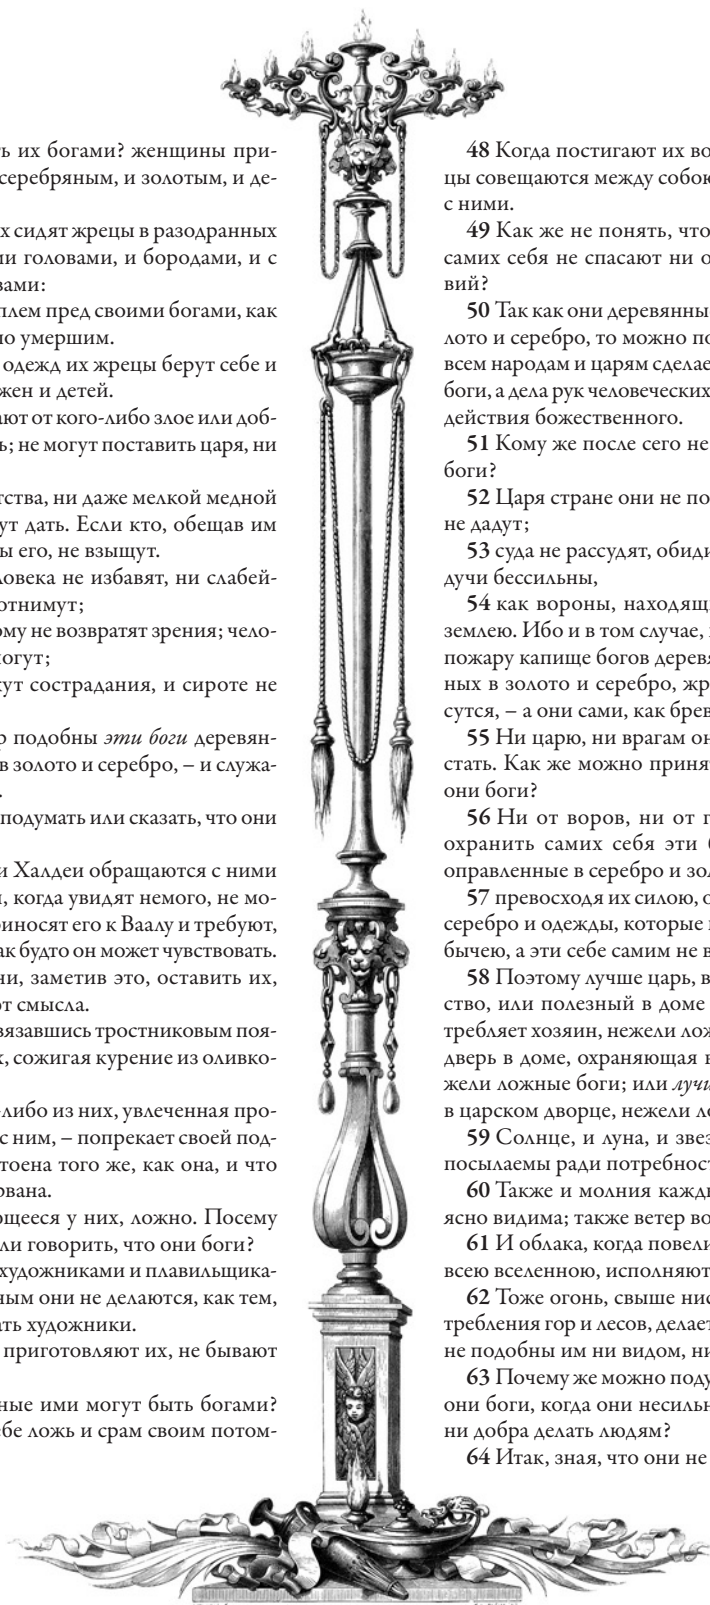 ь их богами? женщины при-
серебряным, и золотым, и де-
х сидят жрецы в разодранных
ми головами, и бородами, и с
вами:
плем пред своими богами, как
по умершим.
одежд их жрецы берут себе и
жен и детей.
ают от кого-либо злое или доб-
ь; не могут поставить царя, ни
тства, ни даже мелкой медной
ут дать. Если кто, обещав им
ы его, не взыщут.
ловека не избавят, ни слабей-
отнимут;
ому не возвратят зрения; чело-
могут;
жут сострадания, и сироте не
р подобны эти боги деревян-
в золото и серебро, – и служа-
.
подумать или сказать, что они
и Халдеи обращаются с ними
и, когда увидят немого, не мо-
риносят его к Ваалу и требуют,
ак будто он может чувствовать.
ни, заметив это, оставить их,
ют смысла.
вязавшись тростниковым поя-
х, сожигая курение из оливко-
-либо из них, увлеченная про-
с ним, – попрекает своей под-
тоена того же, как она, и что
рвана.
ющееся у них, ложно. Посему
ли говорить, что они боги?
художниками и плавильщика-
ным они не делаются, как тем,
ать художники.
приготовляют их, не бывают
нные ими могут быть богами?
ебе ложь и срам своим потом-
48 Когда постигают их во
цы совещаются между собою
с ними.
49 Как же не понять, что
самих себя не спасают ни о
вий?
50 Так как они деревянны
лото и серебро, то можно по
всем народам и царям сделае
боги, а дела рук человеческих
действия божественного.
51 Кому же после сего не
боги?
52 Царя стране они не по
не дадут;
53 суда не рассудят, обиди
дучи бессильны,
54 как вороны, находящи
землею. Ибо и в том случае,
пожару капище богов деревя
ных в золото и серебро, жр
сутся, – а они сами, как брев
55 Ни царю, ни врагам он
стать. Как же можно приня
они боги?
56 Ни от воров, ни от г
охранить самих себя эти б
оправленные в серебро и зол
57 превосходя их силою, о
серебро и одежды, которые
бычею, а эти себе самим не в
58 Поэтому лучше царь, в
ство, или полезный в доме
требляет хозяин, нежели лож
дверь в доме, охраняющая в
жели ложные боги; или лучш
в царском дворце, нежели ло
59 Солнце, и луна, и звез
посылаемы ради потребност
60 Также и молния кажды
ясно видима; также ветер во
61 И облака, когда повели
всею вселенною, исполняют
62 Тоже огонь, свыше нис
требления гор и лесов, делает
не подобны им ни видом, ни
63 Почему же можно поду
они боги, когда они несильн
ни добра делать людям?
64 Итак, зная, что они не